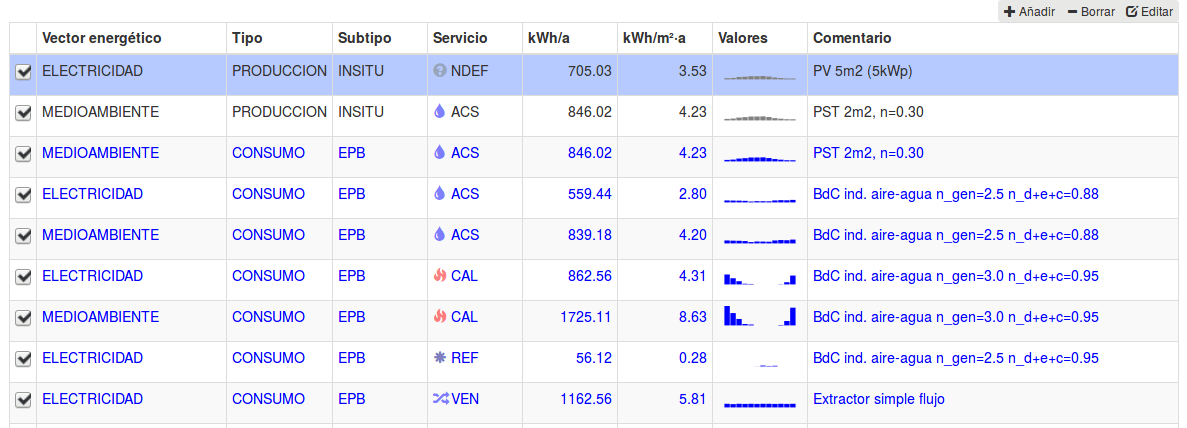 Añadir Borrar Editar
Vector energético Tipo Subtipo Servicio kWh/a kWh/m²·a Valores Comentario
ELECTRICIDAD PRODUCCION INSITU NDEF 705.03 3.53 PV 5m2 (5kWp)
MEDIOAMBIENTE PRODUCCION INSITU ACS 846.02 4.23 PST 2m2, n=0.30
MEDIOAMBIENTE CONSUMO EPB ACS 846.02 4.23 PST 2m2, n=0.30
ELECTRICIDAD CONSUMO EPB ACS 559.44 2.80 BdC ind. aire-agua n_gen=2.5 n_d+e+c=0.88
MEDIOAMBIENTE CONSUMO EPB ACS 839.18 4.20 BdC ind. aire-agua n_gen=2.5 n_d+e+c=0.88
ELECTRICIDAD CONSUMO EPB CAL 862.56 4.31 BdC ind. aire-agua n_gen=3.0 n_d+e+c=0.95
MEDIOAMBIENTE CONSUMO EPB CAL 1725.11 8.63 BdC ind. aire-agua n_gen=3.0 n_d+e+c=0.95
ELECTRICIDAD CONSUMO EPB REF 56.12 0.28 BdC ind. aire-agua n_gen=2.5 n_d+e+c=0.95
ELECTRICIDAD CONSUMO EPB VEN 1162.56 5.81 Extractor simple flujo